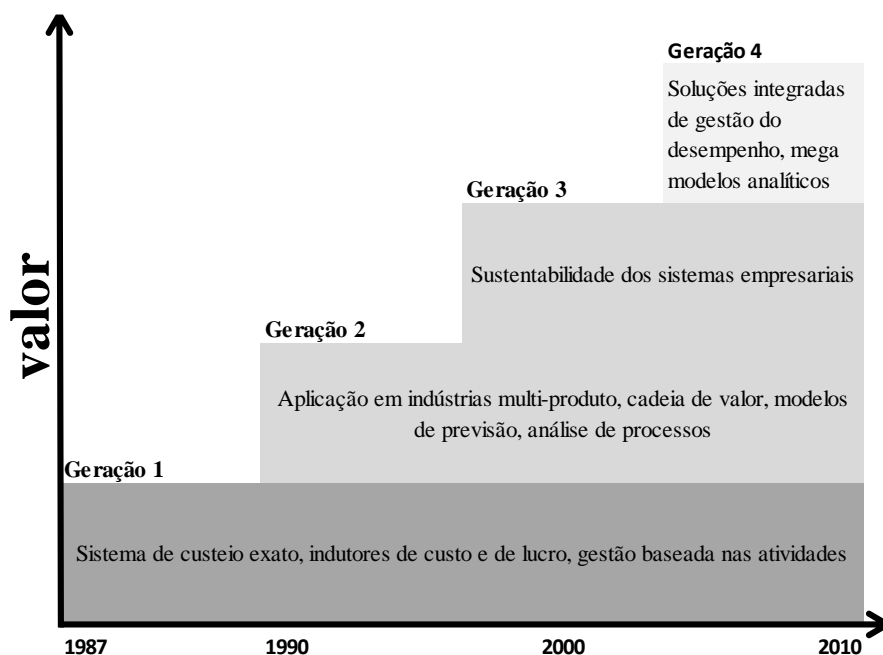 valor
Geração 4
Soluções integradas
de gestão do
desempenho, mega
modelos analíticos
Geração 3
Sustentabilidade dos sistemas empresariais
Geração 2
Aplicação em indústrias multi-produto, cadeia de valor, modelos
de previsão, análise de processos
Geração 1
Sistema de custeio exato, indutores de custo e de lucro, gestão baseada nas atividades
1987 1990 2000 2010